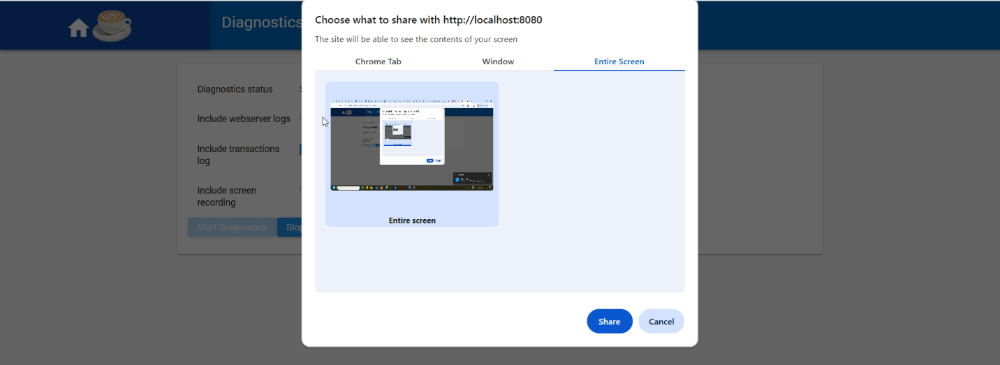 Diagnostics
Choose what to share with http://localhost:8080
The site will be able to see the contents of your screen
Chrome Tab
Window
Entire Screen
Entire screen
Share
Cancel
Diagnostics status
Include webserver logs
Include transactions
log
Include screen
recording
Start Diagnostics